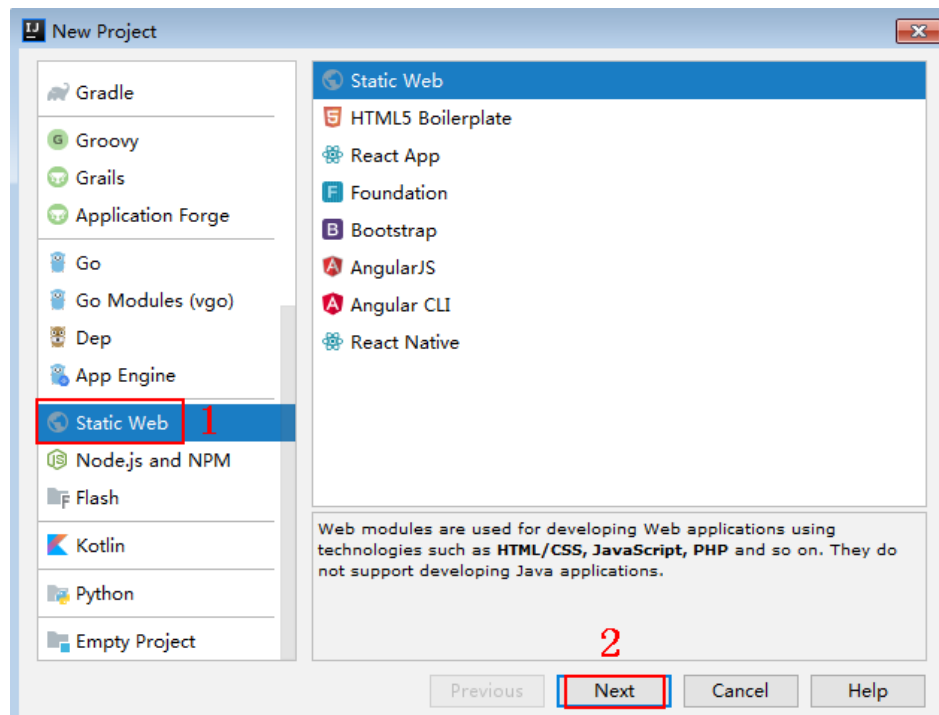 New Project
Gradle
Groovy
Grails
Application Forge
Go
Go Modules (vgo)
Dep
App Engine
Static Web 1
Node.js and NPM
Flash
Kotlin
Python
Empty Project
Static Web
HTML5 Boilerplate
React App
Foundation
Bootstrap
AngularJS
Angular CLI
React Native
Web modules are used for developing Web applications using
technologies such as HTML/CSS, JavaScript, PHP and so on. They do
not support developing Java applications.
2
Previous Next Cancel Help